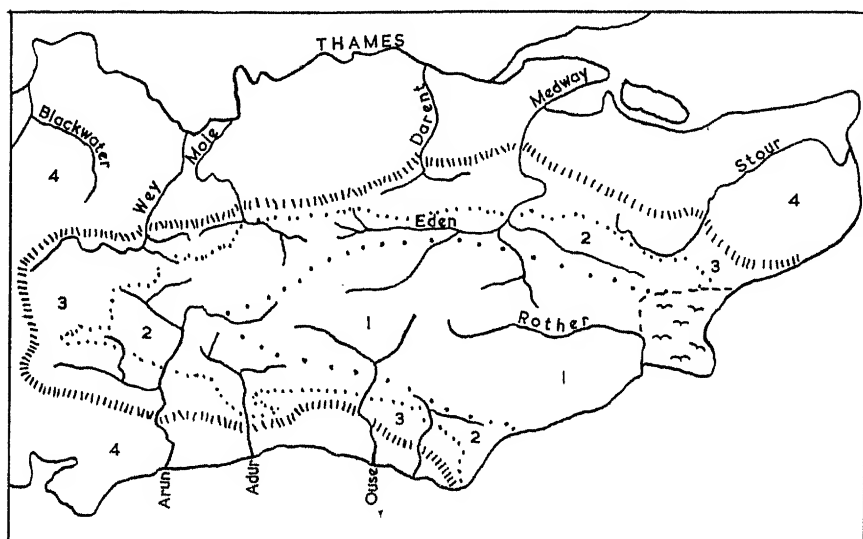 THAMES
Blackwater
Mole
Darent
Medway
Wey
Stour
4
4
Eden
2
3
3
2
1
Rother
1
3
2
4
Arun
Adur
Ouse